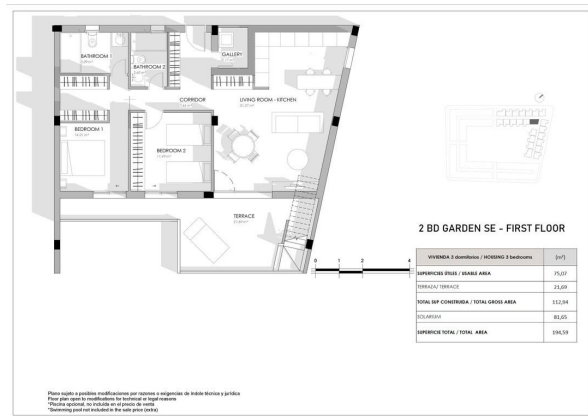 BATHROOM 1
BATHROOM 2
GALLERY
CORRIDOR
LIVING ROOM - KITCHEN
BEDROOM 1
BEDROOM 2
TERRACE
0 1 2 4
2 BD GARDEN SE - FIRST FLOOR
VIVIENDA 3 dormitorios / HOUSING 3 bedrooms (m²)
SUPERFICIES ÚTILES / USABLE AREA 75,07
TERRAZA/ TERRACE 21,69
TOTAL SUP CONSTRUIDA / TOTAL GROSS AREA 112,94
SOLARIUM 81,65
SUPERFICIE TOTAL / TOTAL AREA 194,59
Plano sujeto a posibles modificaciones por razones o exigencias de índole técnica y jurídica
Floor plan open to modifications for technical or legal reasons
*Piscina opcional, no incluida en el precio de venta
*Swimming pool not included in the sale price (extra)